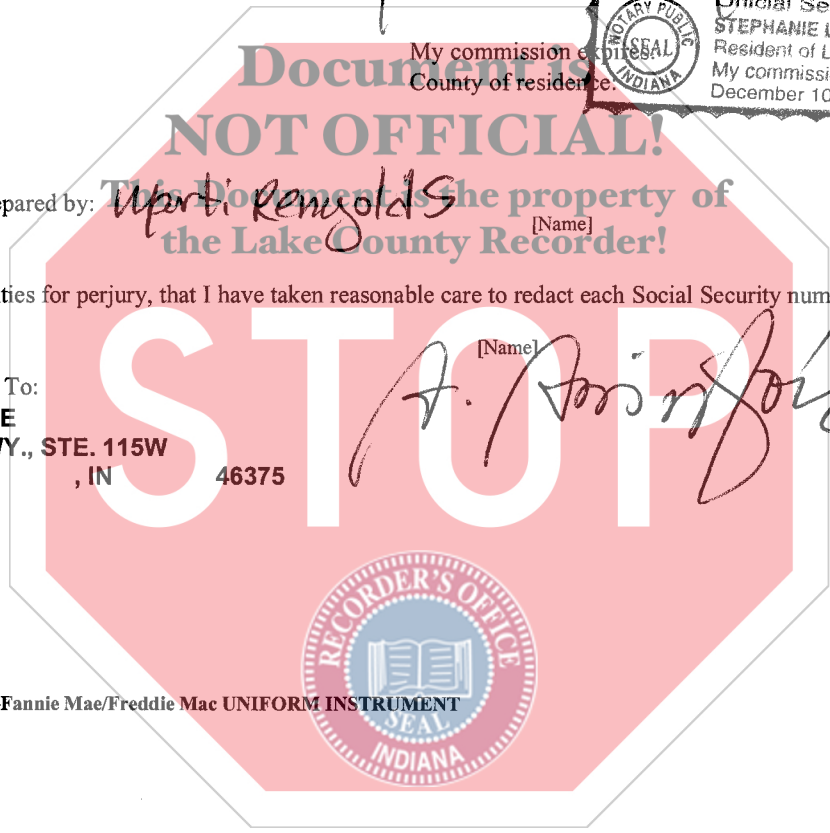 Official Se
STEPHANIE L
Resident of L
My commissi
December 10
NOTARY PUBLIC
SEAL
INDIANA
My commission expires:
County of residence:
Document is
NOT OFFICIAL!
This Document is the property of
the Lake County Recorder!
epared by:
[Name]
ties for perjury, that I have taken reasonable care to redact each Social Security num
[Name]
STOP
To:
E
Y., STE. 115W
, IN 46375
RECORDER'S OFFICE
SEAL
INDIANA
Fannie Mae/Freddie Mac UNIFORM INSTRUMENT